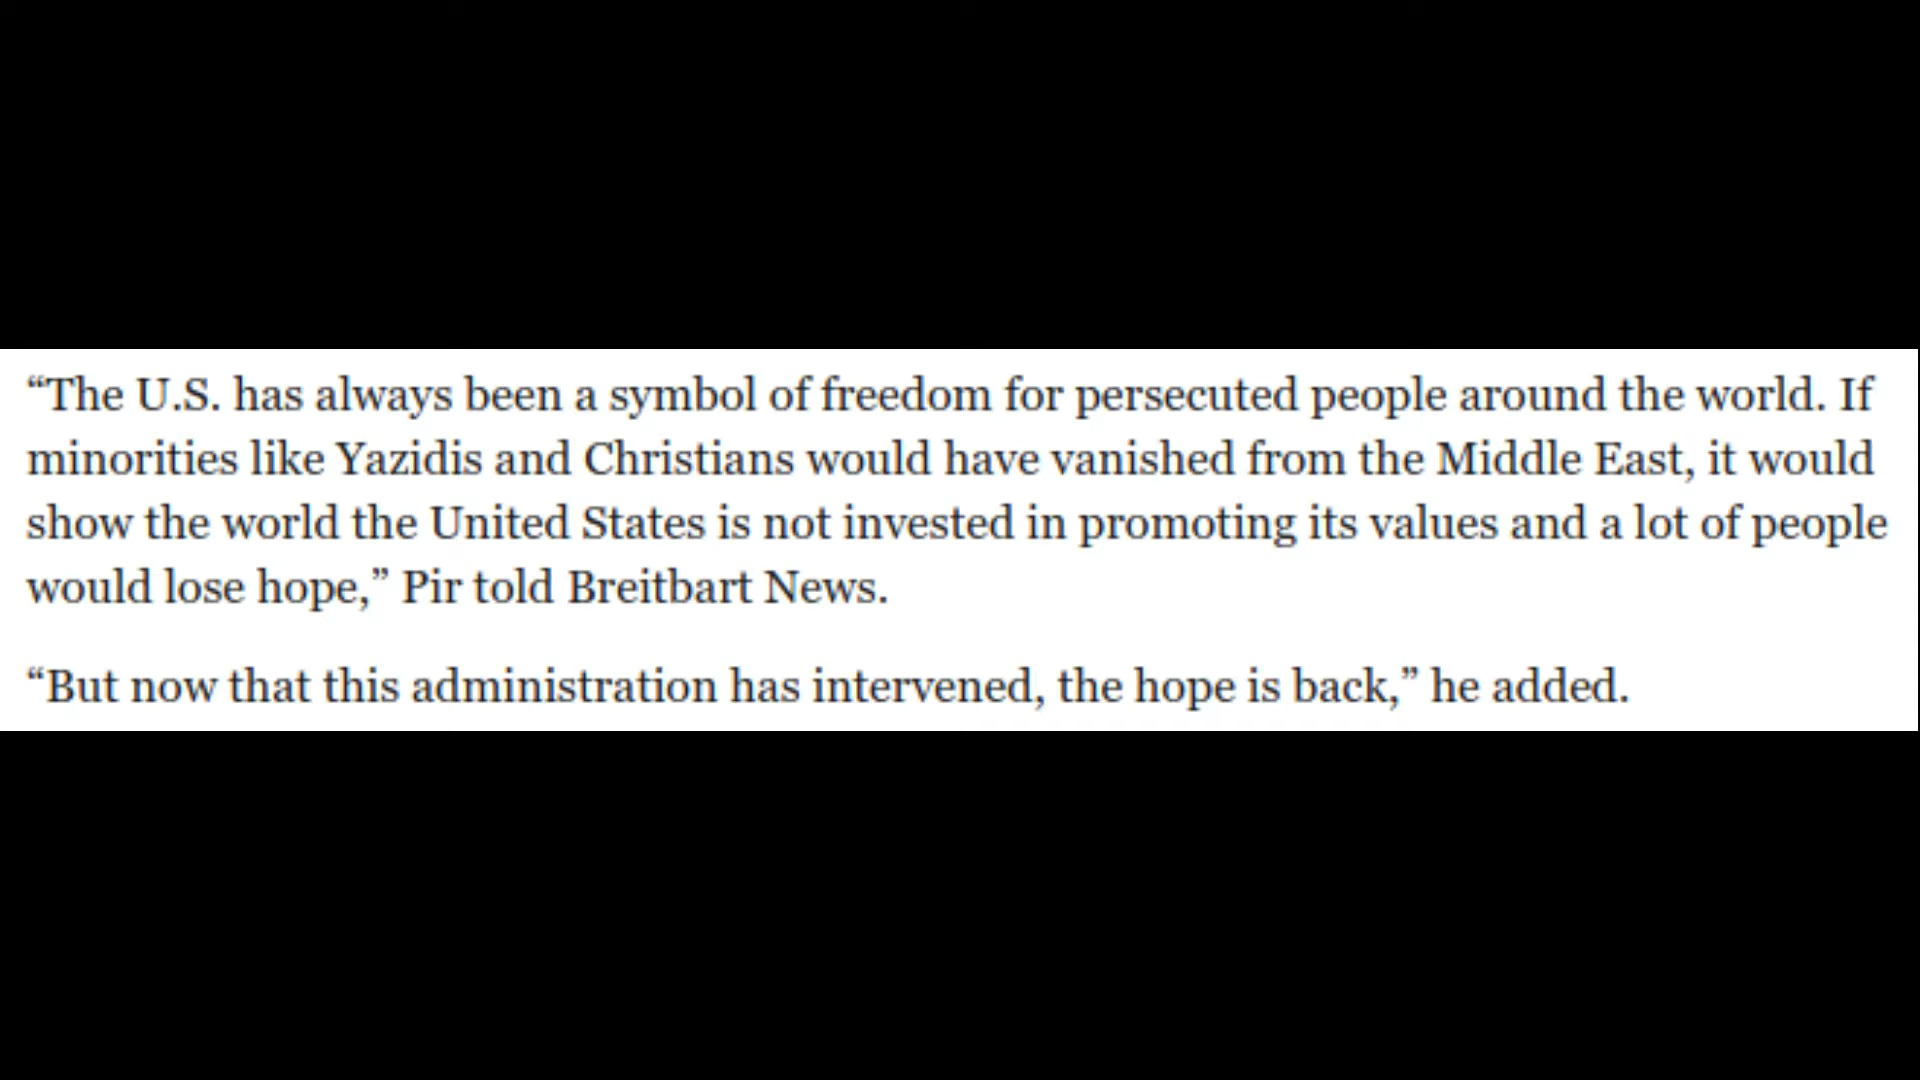 “The U.S. has always been a symbol of freedom for persecuted people around the world. If
minorities like Yazidis and Christians would have vanished from the Middle East, it would
show the world the United States is not invested in promoting its values and a lot of people
would lose hope,” Pir told Breitbart News.
“But now that this administration has intervened, the hope is back,” he added.